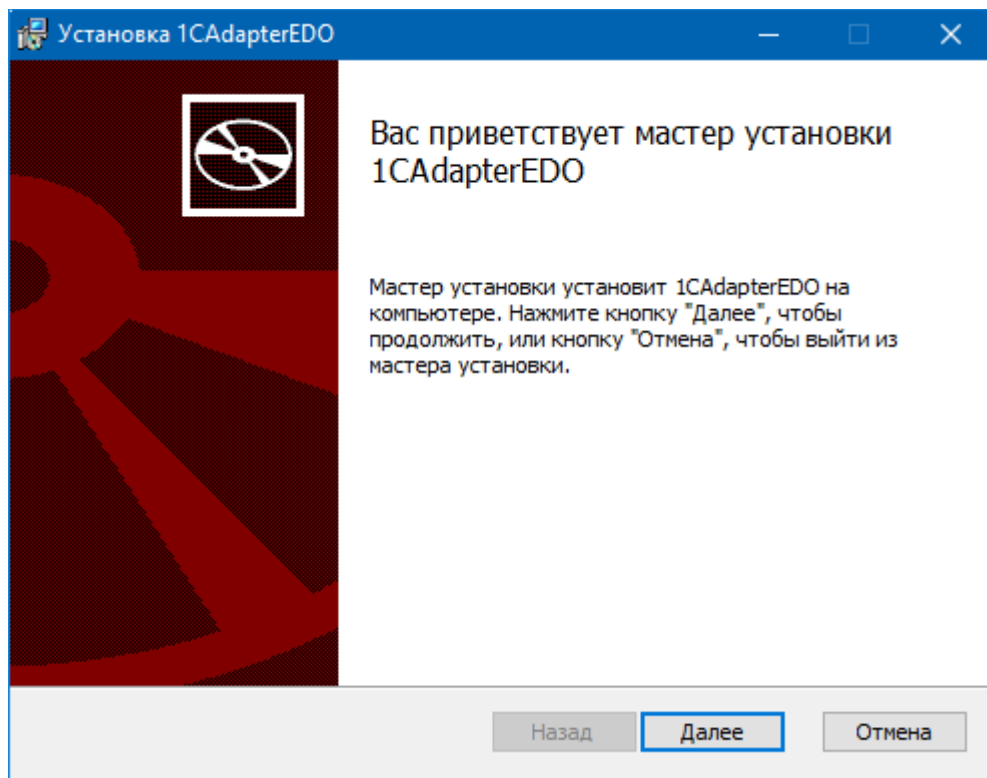 Установка 1CAdapterEDO
Вас приветствует мастер установки
1CAdapterEDO
Мастер установки установит 1CAdapterEDO на
компьютере. Нажмите кнопку "Далее", чтобы
продолжить, или кнопку "Отмена", чтобы выйти из
мастера установки.
Назад Далее Отмена